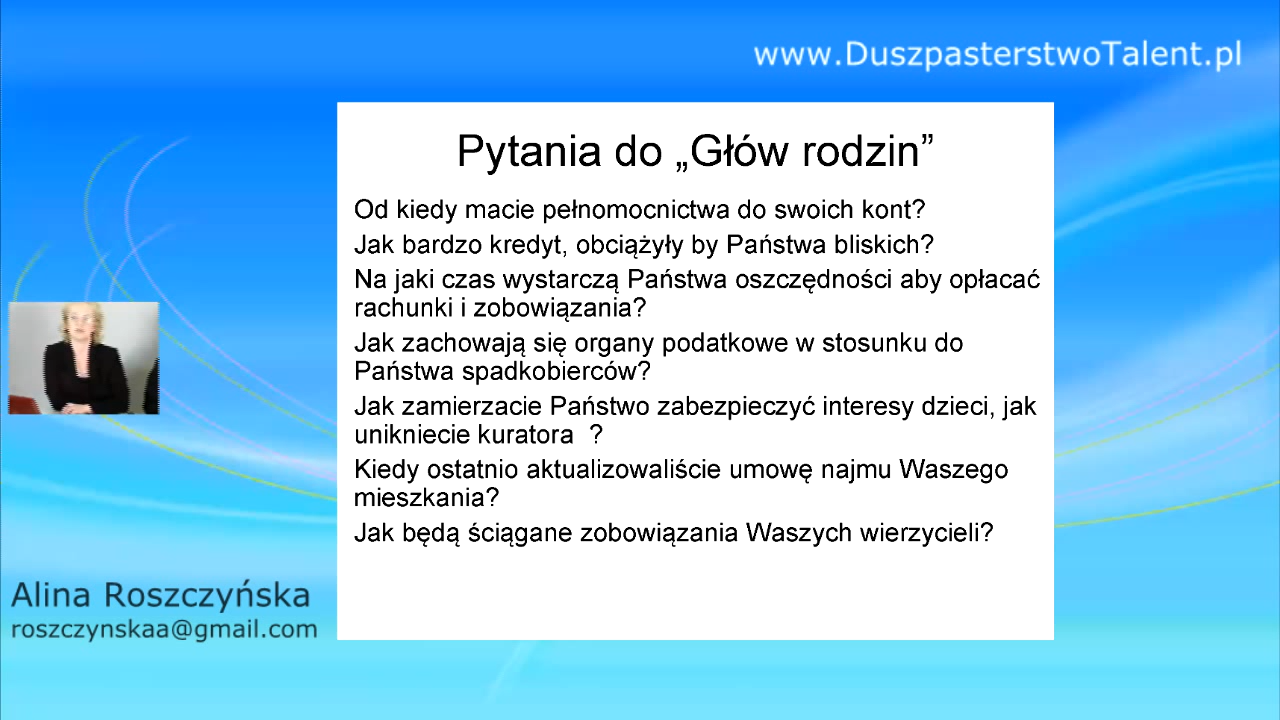 www.DuszpasterstwoTalent.pl
Pytania do „Głów rodzin”
Od kiedy macie pełnomocnictwa do swoich kont?
Jak bardzo kredyt, obciążyły by Państwa bliskich?
Na jaki czas wystarczą Państwa oszczędności aby opłacać
rachunki i zobowiązania?
Jak zachowają się organy podatkowe w stosunku do
Państwa spadkobierców?
Jak zamierzacie Państwo zabezpieczyć interesy dzieci, jak
unikniecie kuratora  ?
Kiedy ostatnio aktualizowaliście umowę najmu Waszego
mieszkania?
Jak będą ściągane zobowiązania Waszych wierzycieli?
Alina Roszczyńska
roszczynskaa@gmail.com